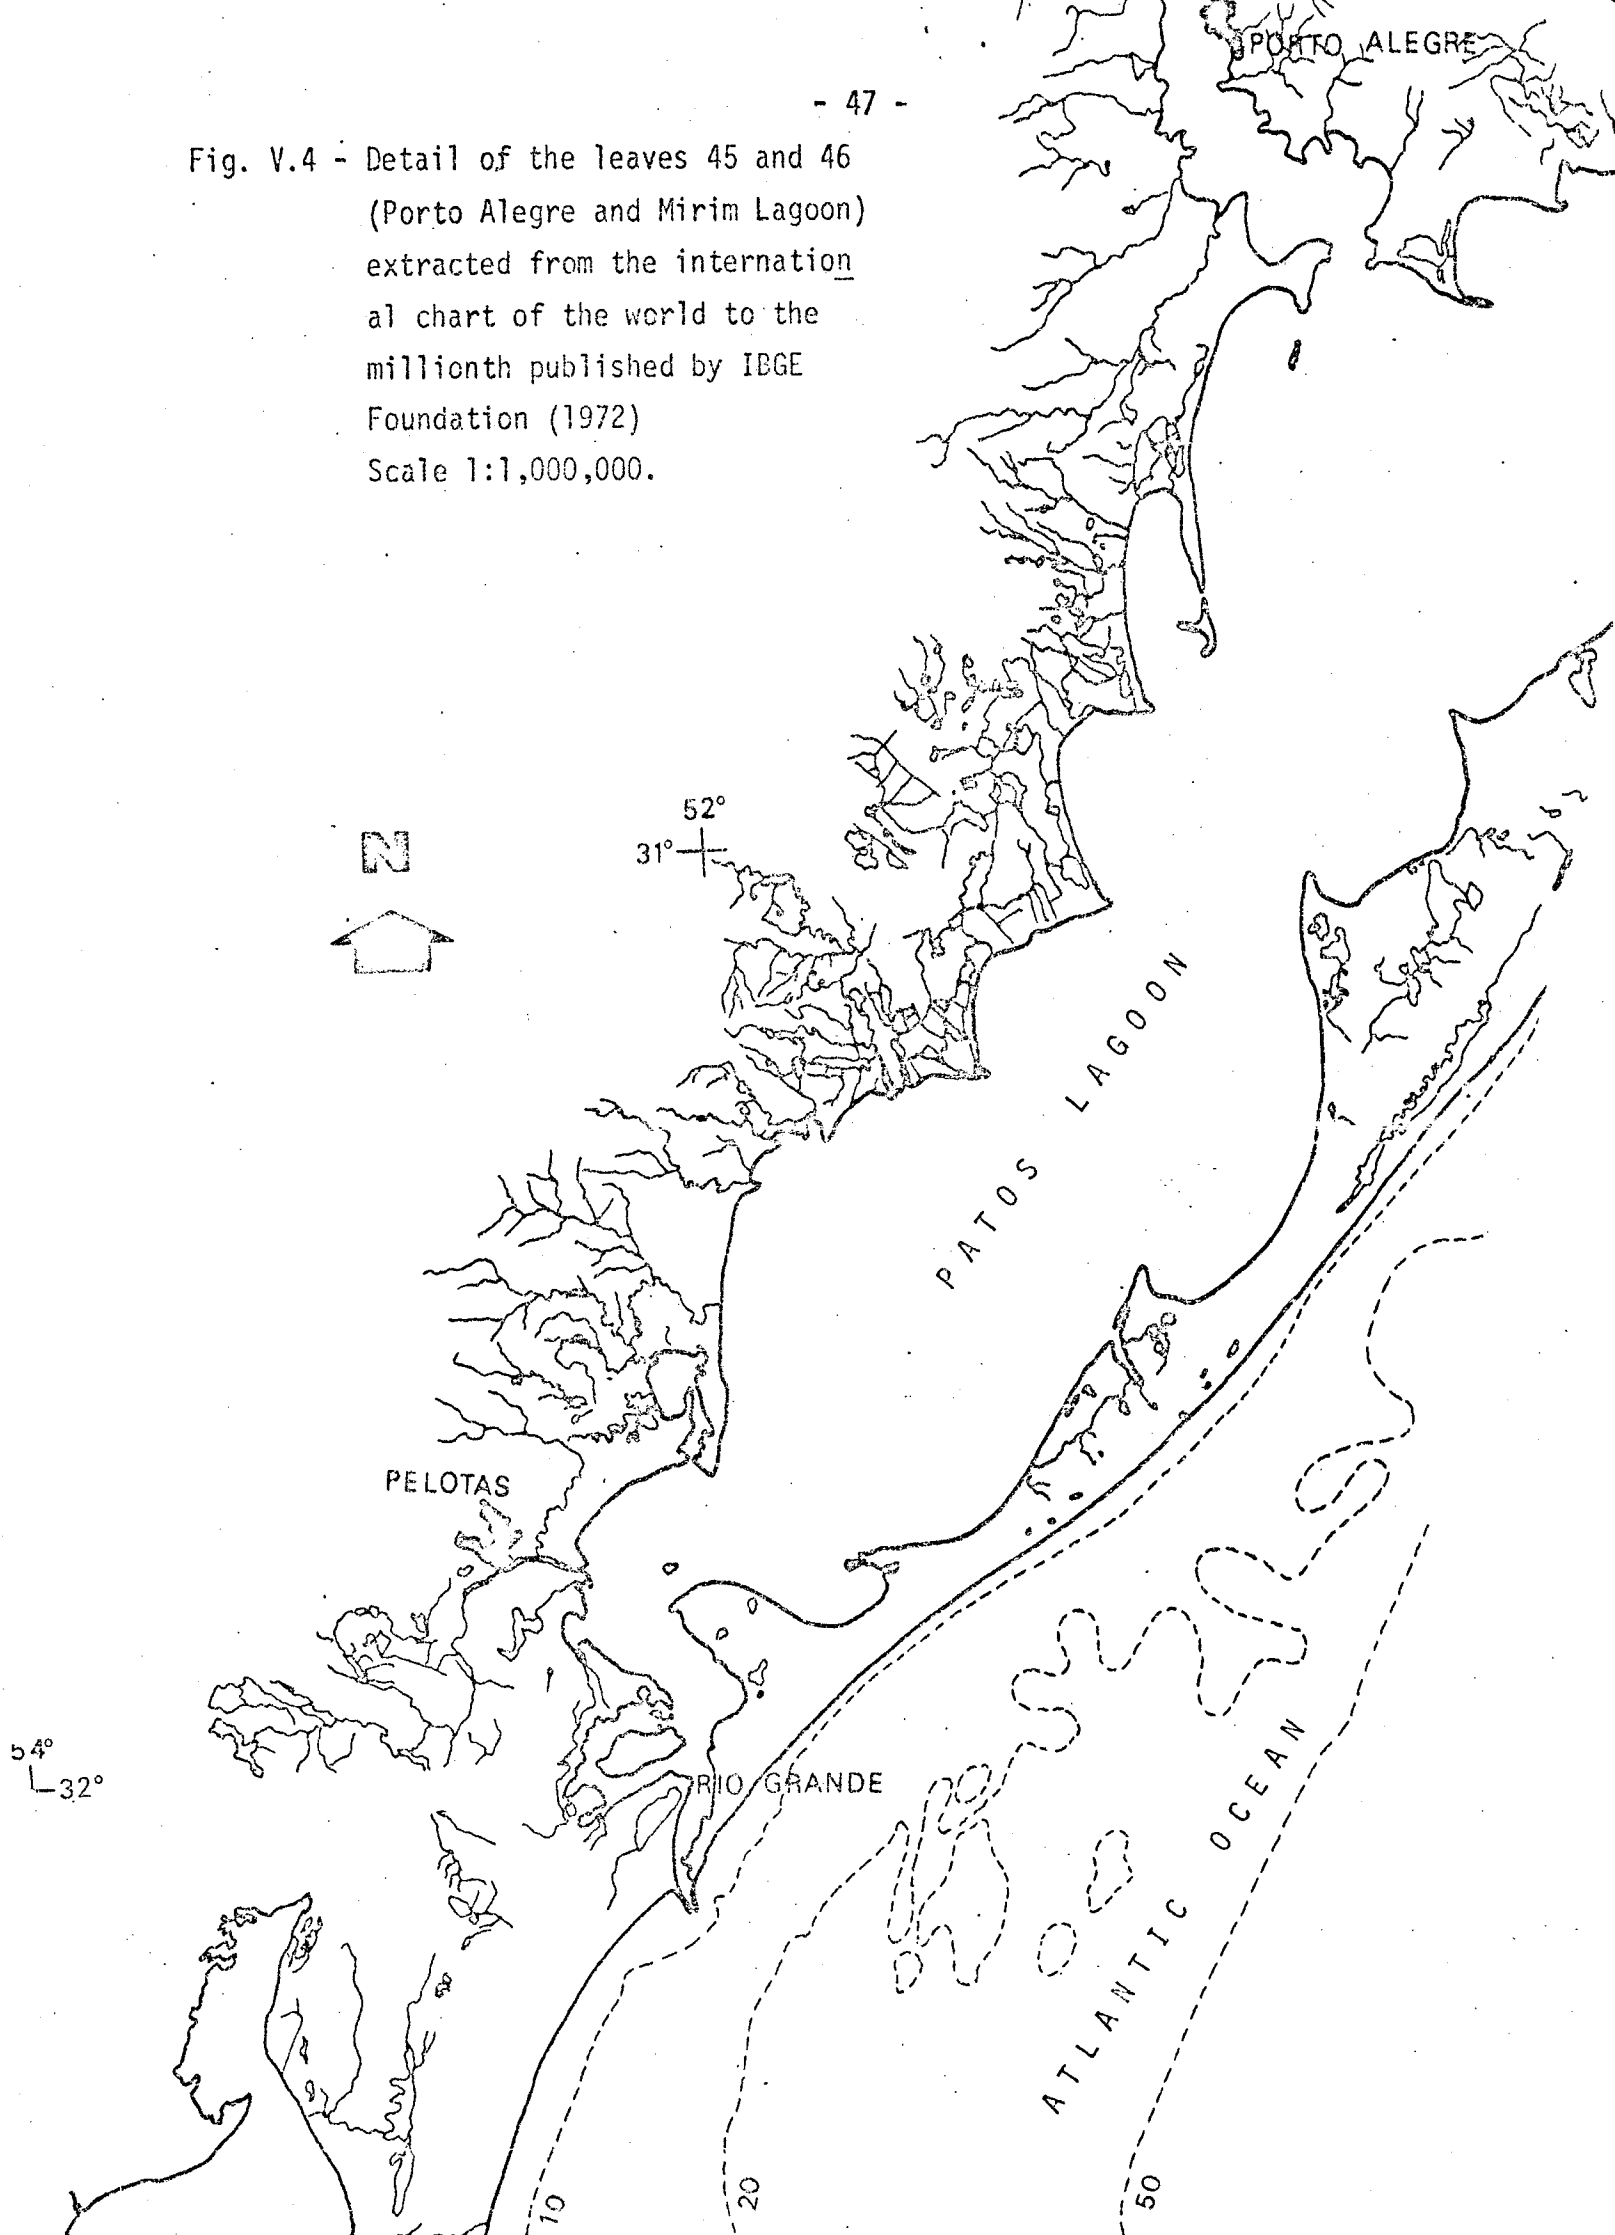 PORTO ALEGRE
- 47 -
Fig. V.4 - Detail of the leaves 45 and 46
(Porto Alegre and Mirim Lagoon)
extracted from the internation
al chart of the world to the
millionth published by IBGE
Foundation (1972)
Scale 1:1,000,000.
52°
31°
N
PATOS LAGOON
PELOTAS
54°
32°
RIO GRANDE
ATLANTIC OCEAN
10
20
50